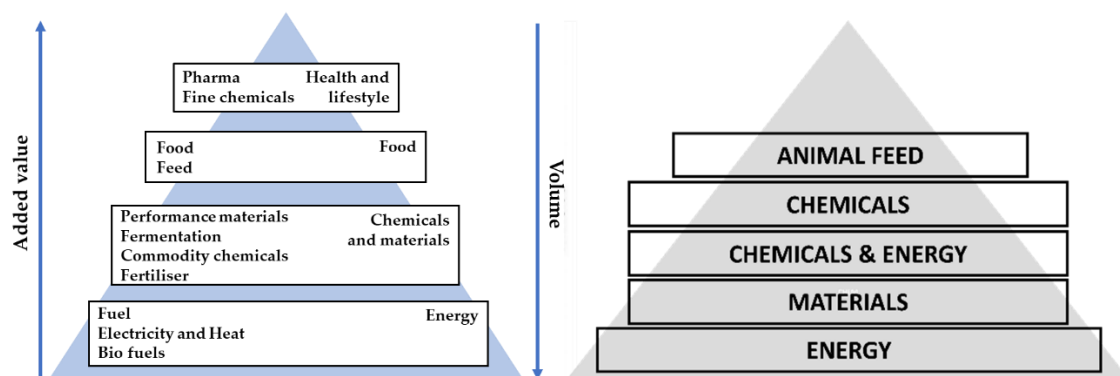 Added value
Pharma Health and
Fine chemicals lifestyle
Food Food
Feed
Performance materials Chemicals
Fermentation and materials
Commodity chemicals
Fertiliser
Fuel Energy
Electricity and Heat
Bio fuels
Volume
ANIMAL FEED
CHEMICALS
CHEMICALS & ENERGY
MATERIALS
ENERGY